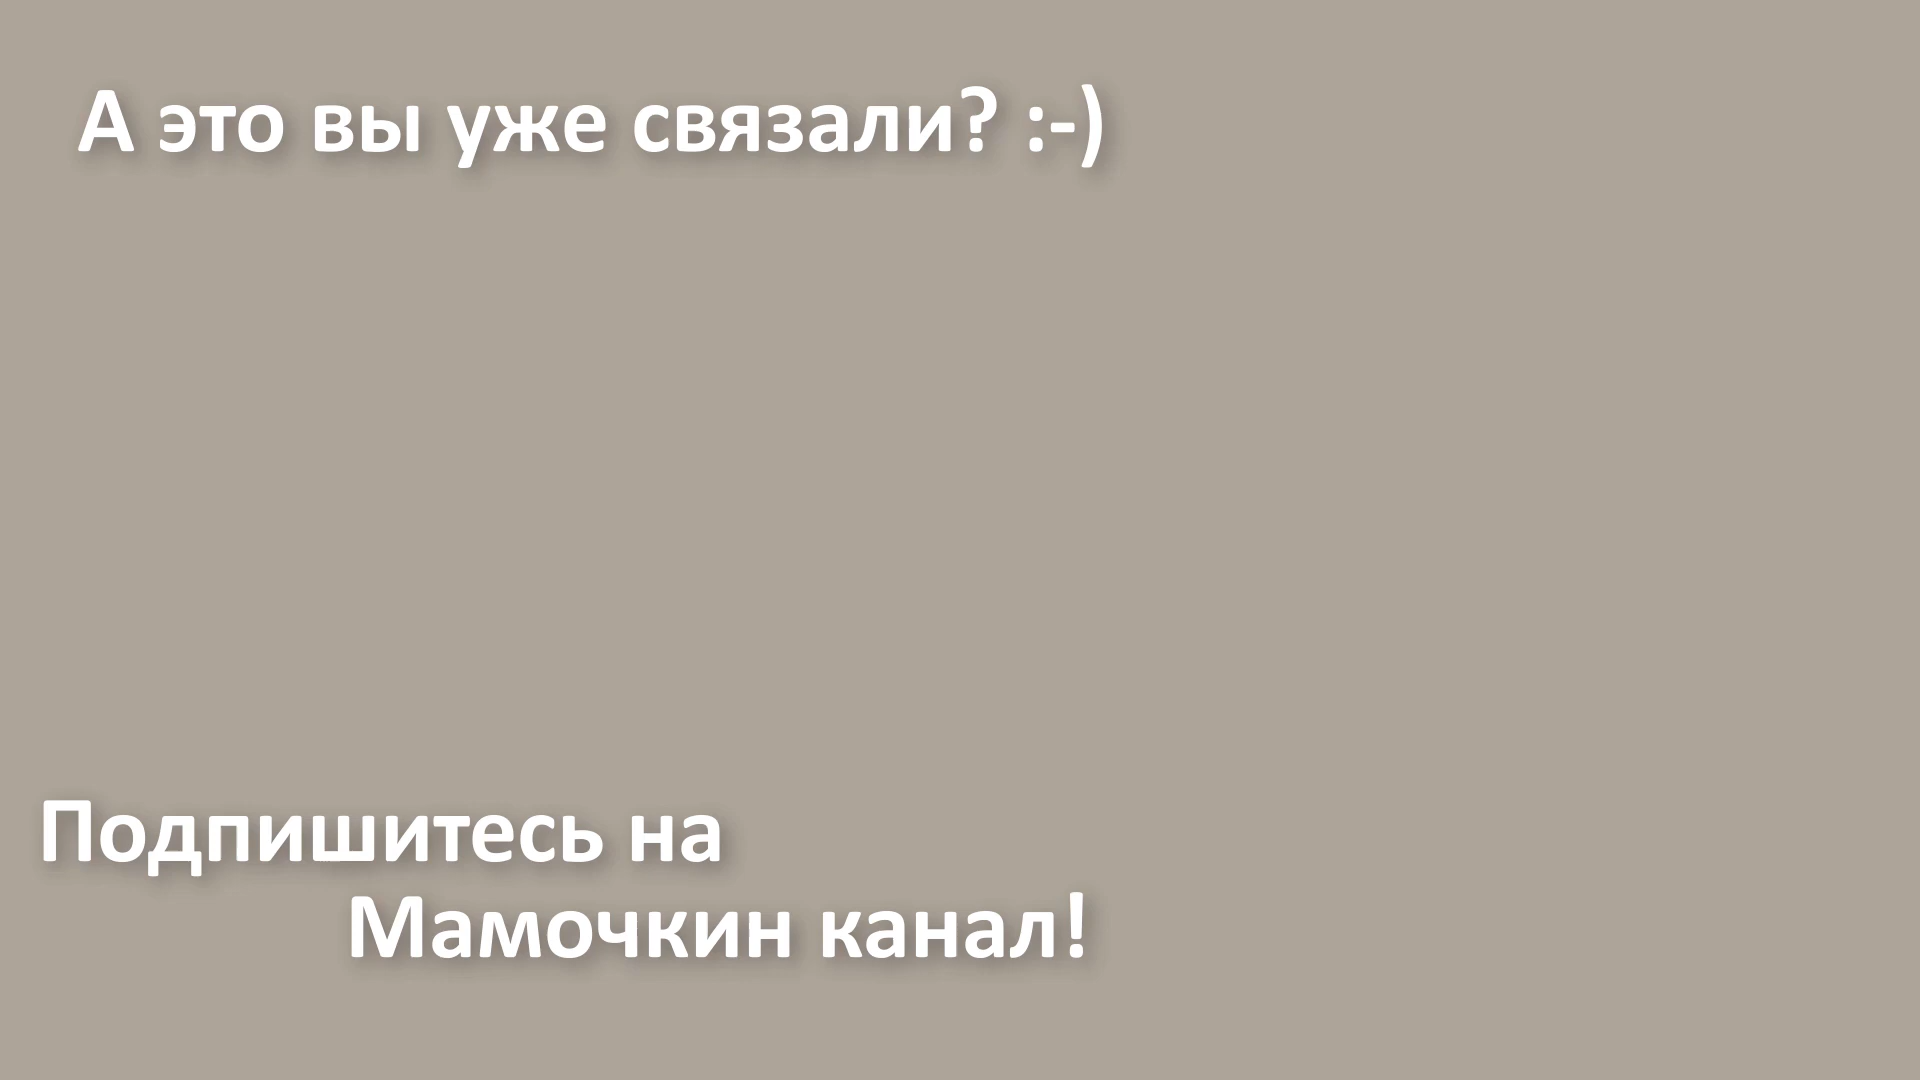 А это вы уже связали? :-)
Подпишитесь на
Мамочкин канал!